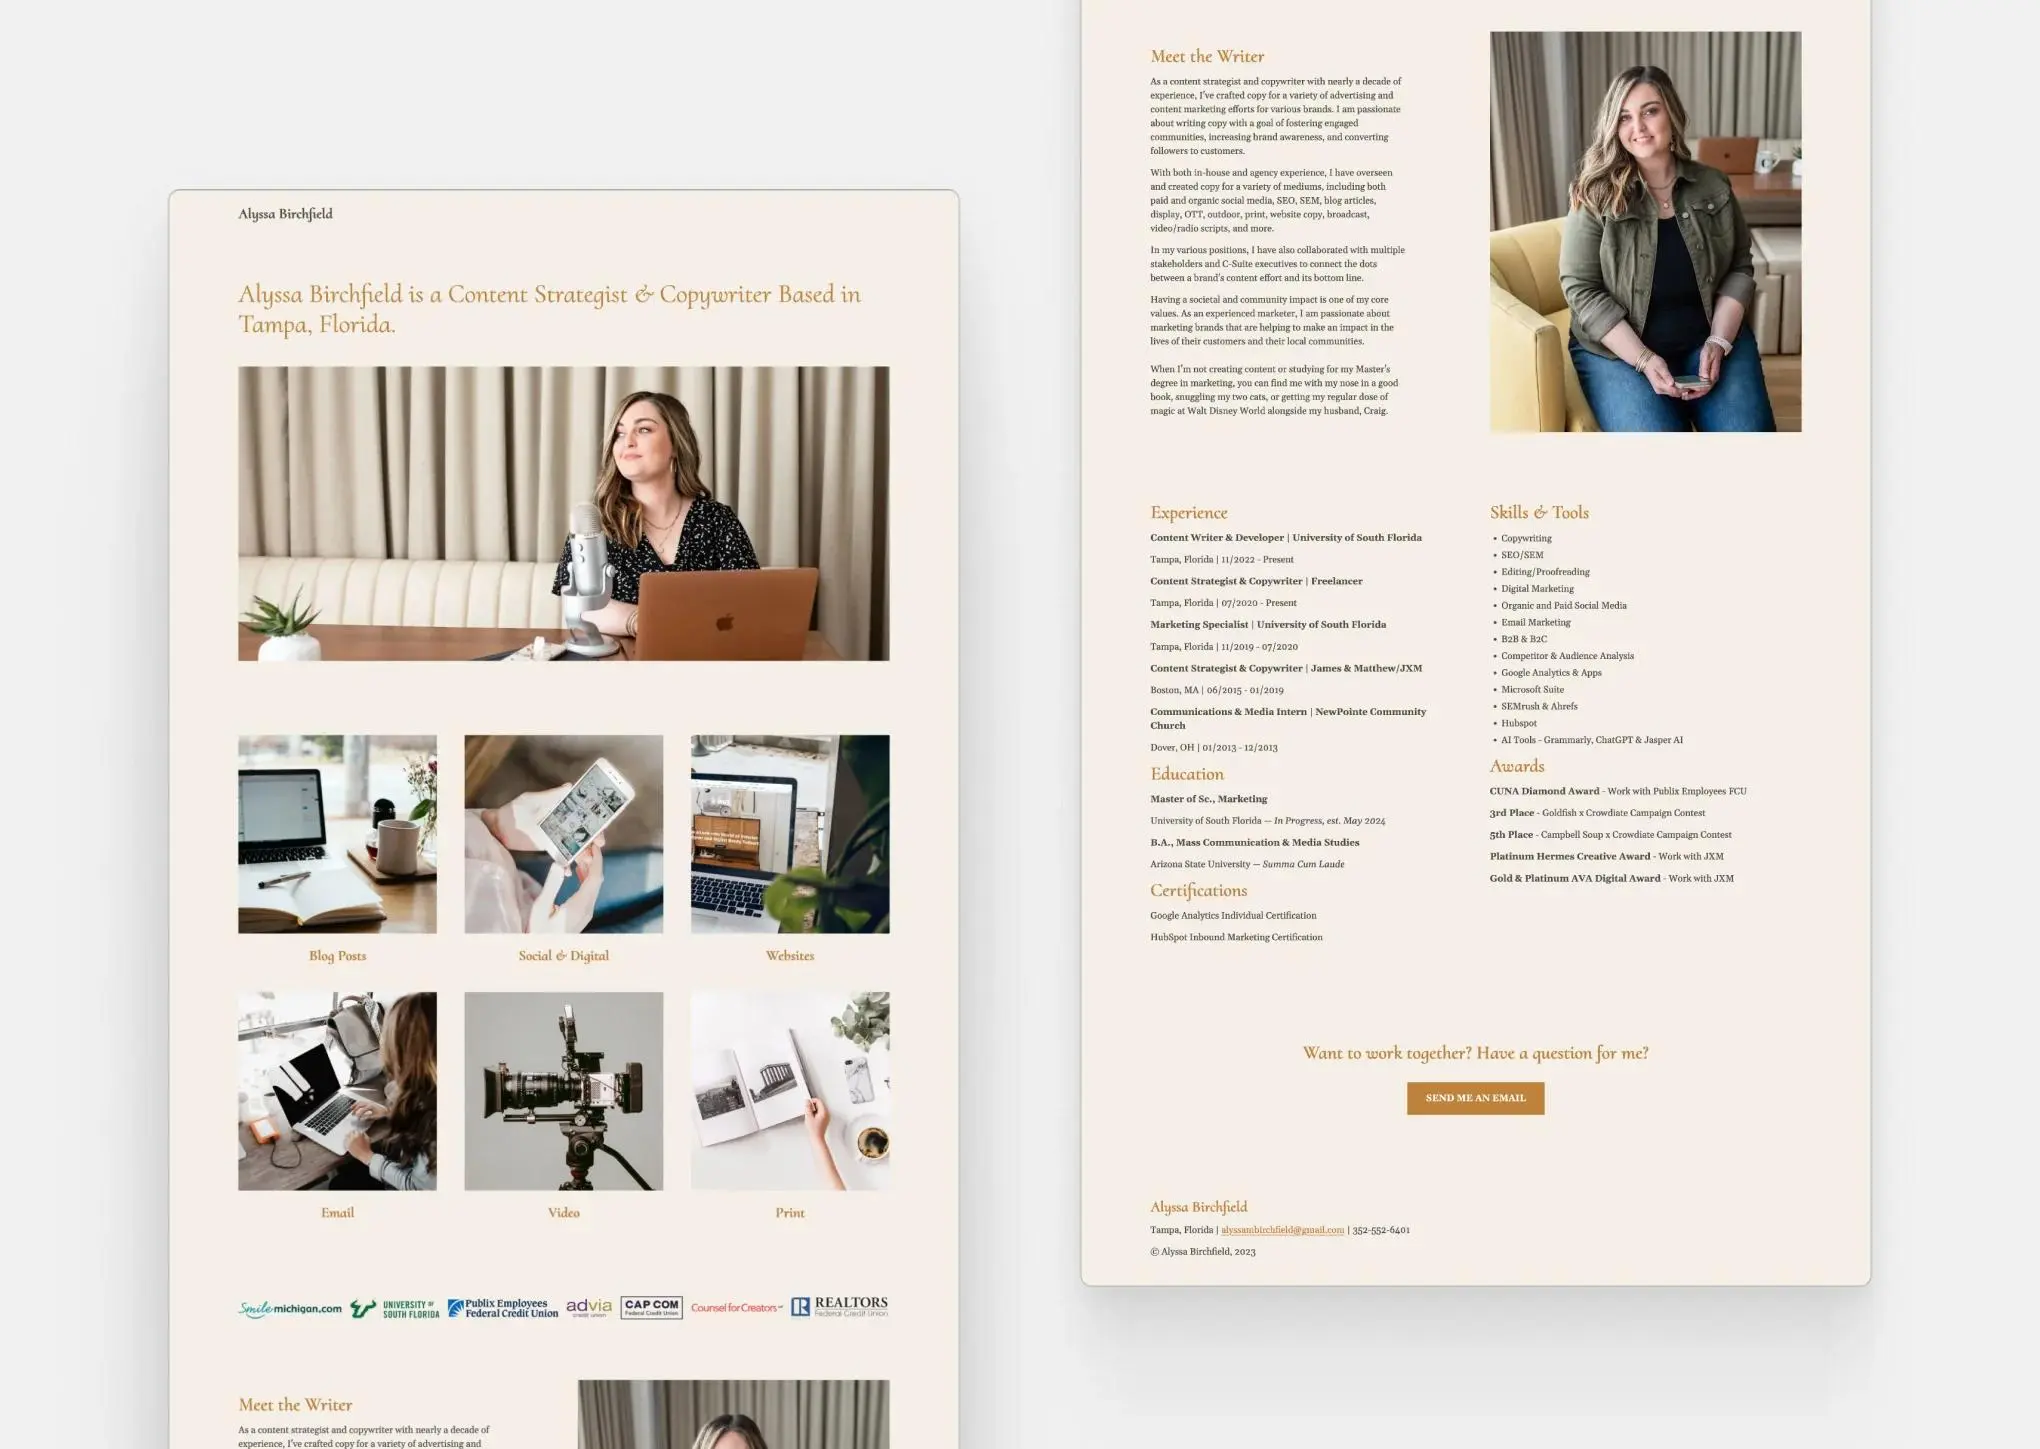 Alyssa Birchfield
Alyssa Birchfield is a Content Strategist & Copywriter Based in
Tampa, Florida.
Blog Posts
Social & Digital
Websites
Email
Video
Print
Smilemichigan.com
UNIVERSITY OF
SOUTH FLORIDA
Publix Employees
Federal Credit Union
advia
credit union
CAP COM
Federal Credit Union
Counsel for Creators
REALTORS
Federal Credit Union
Meet the Writer
As a content strategist and copywriter with nearly a decade of
experience, I've crafted copy for a variety of advertising and
Meet the Writer
As a content strategist and copywriter with nearly a decade of
experience, I've crafted copy for a variety of advertising and
content marketing efforts for various brands. I am passionate
about writing copy with a goal of fostering engaged
communities, increasing brand awareness, and converting
followers to customers.
With both in-house and agency experience, I have overseen
and created copy for a variety of mediums, including both
paid and organic social media, SEO, SEM, blog articles,
display, OTT, outdoor, print, website copy, broadcast,
video/radio scripts, and more.
In my various positions, I have also collaborated with multiple
stakeholders and C-Suite executives to connect the dots
between a brand's content effort and its bottom line.
Having a societal and community impact is one of my core
values. As an experienced marketer, I am passionate about
marketing brands that are helping to make an impact in the
lives of their customers and their local communities.
When I'm not creating content or studying for my Master's
degree in marketing, you can find me with my nose in a good
book, snuggling my two cats, or getting my regular dose of
magic at Walt Disney World alongside my husband, Craig.
Experience
Content Writer & Developer | University of South Florida
Tampa, Florida | 11/2022 - Present
Content Strategist & Copywriter | Freelancer
Tampa, Florida | 07/2020 - Present
Marketing Specialist | University of South Florida
Tampa, Florida | 11/2019 - 07/2020
Content Strategist & Copywriter | James & Matthew/JXM
Boston, MA | 06/2015 - 01/2019
Communications & Media Intern | NewPointe Community
Church
Dover, OH | 01/2013 - 12/2013
Education
Master of Sc., Marketing
University of South Florida — In Progress, est. May 2024
B.A., Mass Communication & Media Studies
Arizona State University — Summa Cum Laude
Certifications
Google Analytics Individual Certification
HubSpot Inbound Marketing Certification
Skills & Tools
• Copywriting
• SEO/SEM
• Editing/Proofreading
• Digital Marketing
• Organic and Paid Social Media
• Email Marketing
• B2B & B2C
• Competitor & Audience Analysis
• Google Analytics & Apps
• Microsoft Suite
• SEMrush & Ahrefs
• Hubspot
• AI Tools - Grammarly, ChatGPT & Jasper AI
Awards
CUNA Diamond Award - Work with Publix Employees FCU
3rd Place - Goldfish x Crowdiate Campaign Contest
5th Place - Campbell Soup x Crowdiate Campaign Contest
Platinum Hermes Creative Award - Work with JXM
Gold & Platinum AVA Digital Award - Work with JXM
Want to work together? Have a question for me?
SEND ME AN EMAIL
Alyssa Birchfield
Tampa, Florida | alyssambirchfield@gmail.com | 352-552-6401
© Alyssa Birchfield, 2023